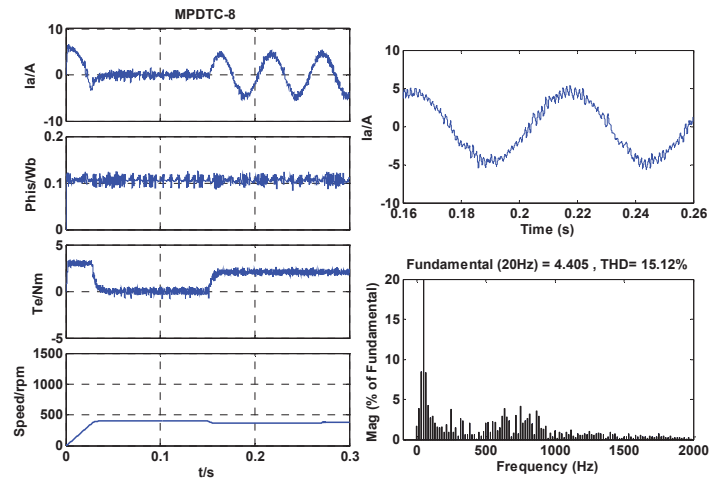 MPDTC-8
10
0
-10
Ia/A
0.2
0.1
0
Phis/Wb
5
0
-5
Te/Nm
1500
1000
500
0
Speed/rpm
0 0.1 0.2 0.3
t/s
10
5
0
-5
-10
Ia/A
0.16 0.18 0.2 0.22 0.24 0.26
Time (s)
Fundamental (20Hz) = 4.405 , THD= 15.12%
20
15
10
5
0
Mag (% of Fundamental)
0 500 1000 1500 2000
Frequency (Hz)